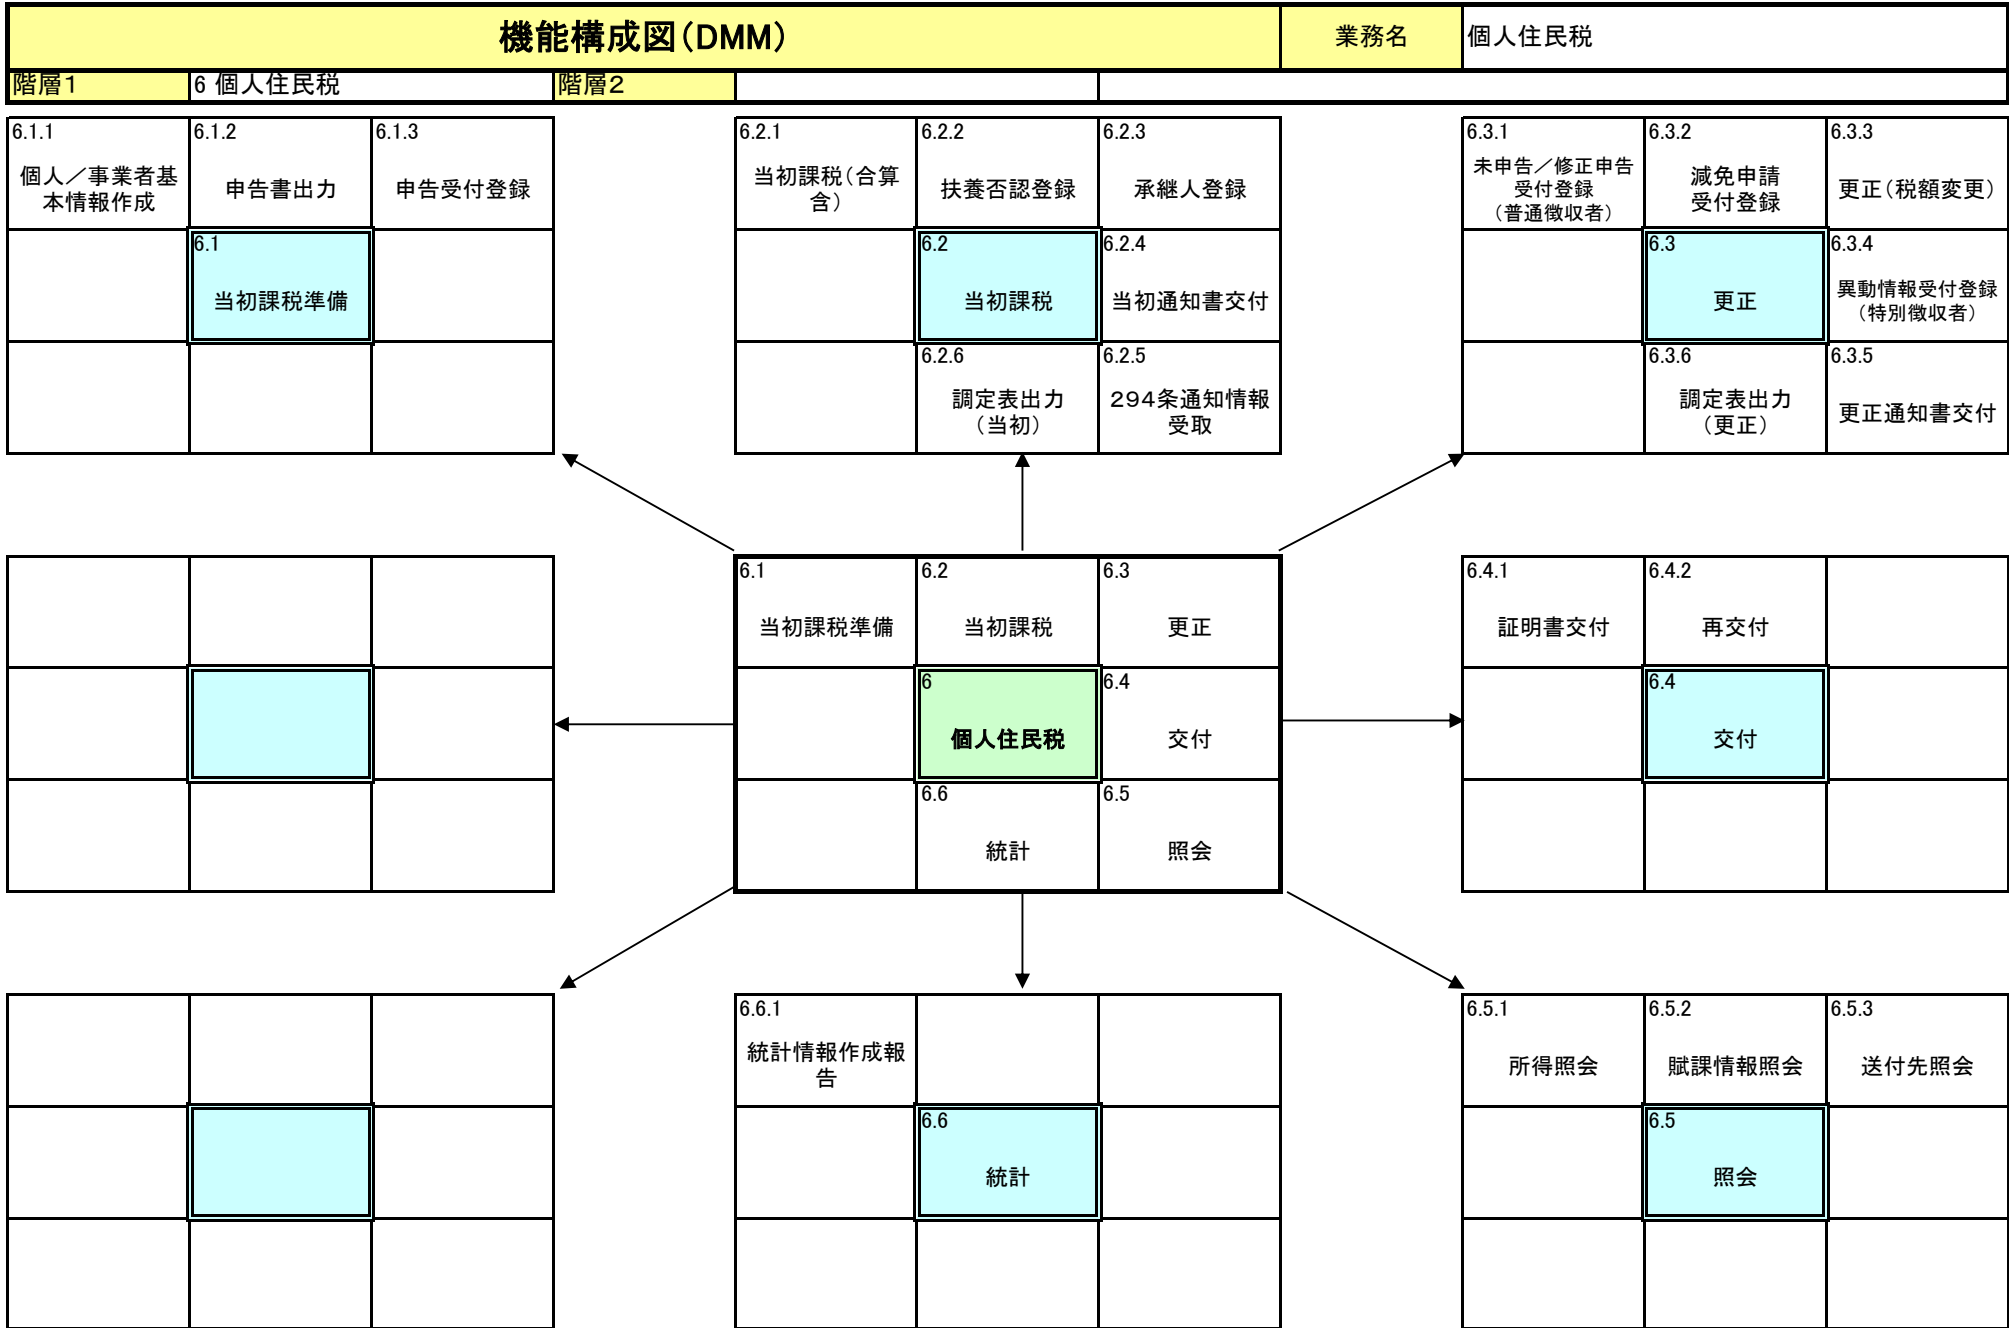 機能構成図（DMM）
業務名
個人住民税
階層１
6 個人住民税
階層２
6.1.1
個人／事業者基
本情報作成
6.1.2
申告書出力
6.1.3
申告受付登録
6.1
当初課税準備
6.2.1
当初課税（合算
含）
6.2.2
扶養否認登録
6.2.3
承継人登録
6.2
当初課税
6.2.4
当初通知書交付
6.2.6
調定表出力
（当初）
6.2.5
２９４条通知情報
受取
6.3.1
未申告／修正申告
受付登録
（普通徴収者）
6.3.2
減免申請
受付登録
6.3.3
更正（税額変更）
6.3
更正
6.3.4
異動情報受付登録
（特別徴収者）
6.3.6
調定表出力
（更正）
6.3.5
更正通知書交付
6.1
当初課税準備
6.2
当初課税
6.3
更正
6
個人住民税
6.4
交付
6.6
統計
6.5
照会
6.4.1
証明書交付
6.4.2
再交付
6.4
交付
6.6.1
統計情報作成報
告
6.6
統計
6.5.1
所得照会
6.5.2
賦課情報照会
6.5.3
送付先照会
6.5
照会